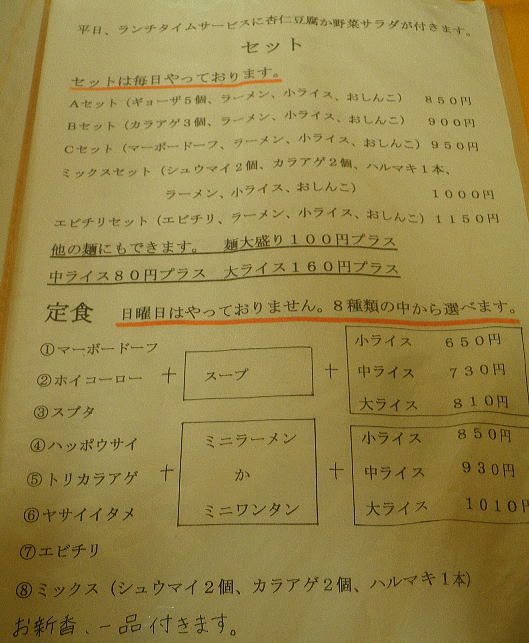 平日、ランチタイムサービスに杏仁豆腐か野菜サラダが付きます。
セット
セットは毎日やっております。
Aセット（ギョーザ5個、ラーメン、小ライス、おしんこ） 850円
Bセット（カラアゲ3個、ラーメン、小ライス、おしんこ） 900円
Cセット（マーボードーフ、ラーメン、小ライス、おしんこ） 950円
ミックスセット（シュウマイ2個、カラアゲ2個、ハルマキ1本、
ラーメン、小ライス、おしんこ） 1000円
エビチリセット（エビチリ、ラーメン、小ライス、おしんこ） 1150円
他の麺にもできます。 麺大盛り100円プラス
中ライス80円プラス 大ライス160円プラス
定食 日曜日はやっておりません。8種類の中から選べます。
①マーボードーフ
②ホイコーロー
③スブタ
④ハッポウサイ
⑤トリカラアゲ
⑥ヤサイイタメ
⑦エビチリ
⑧ミックス（シュウマイ2個、カラアゲ2個、ハルマキ1本）
＋ スープ ＋
小ライス 650円
中ライス 730円
大ライス 810円
＋ ミニラーメン
か
ミニワンタン ＋
小ライス 850円
中ライス 930円
大ライス 1010円
お新香、一品付きます。